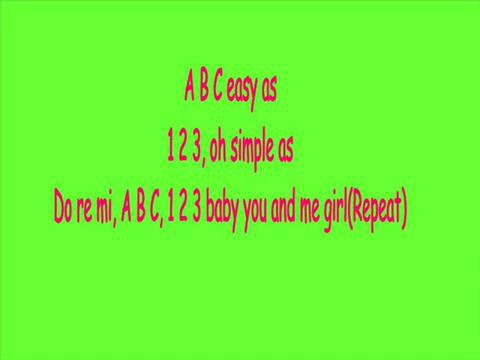 A B C easy as
1 2 3, oh simple as
Do re mi, A B C, 1 2 3 baby you and me girl(Repeat)